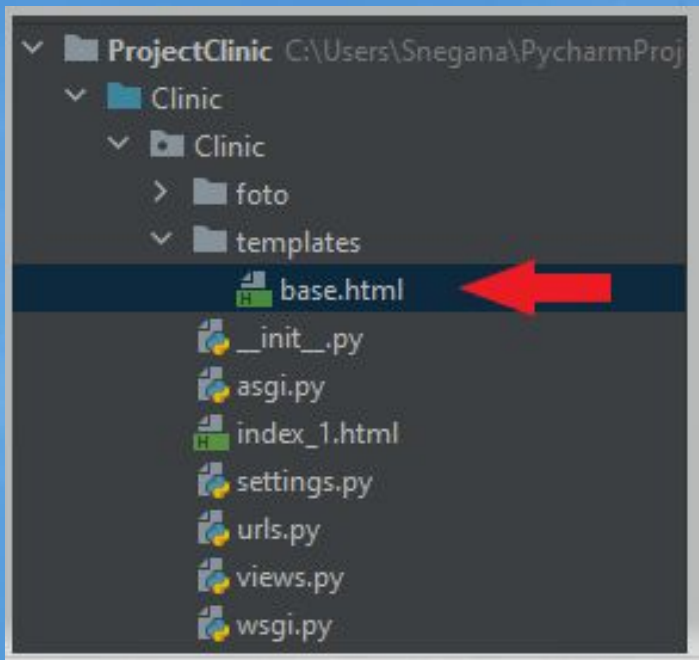 ProjectClinic C:\Users\Snegana\PycharmProj
Clinic
Clinic
foto
templates
H base.html
__init__.py
asgi.py
H index_1.html
settings.py
urls.py
views.py
wsgi.py